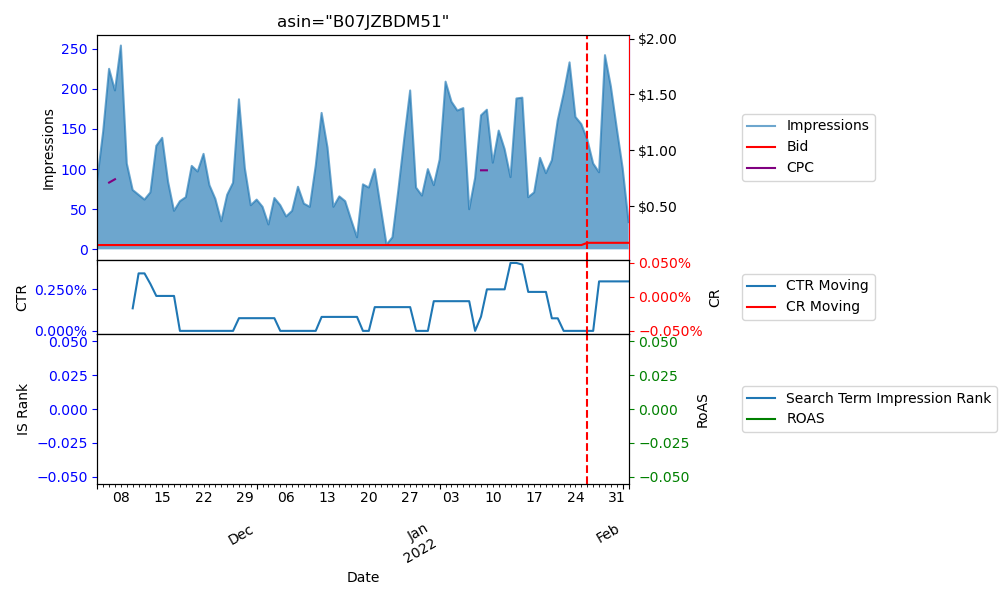 asin="B07JZBDM51"
Impressions
250
200
150
100
50
0
$2.00
$1.50
$1.00
$0.50
Impressions
Bid
CPC
CTR
0.250%
0.000%
0.050%
0.000%
−0.050%
CR
CTR Moving
CR Moving
IS Rank
0.050
0.025
0.000
−0.025
−0.050
0.050
0.025
0.000
−0.025
−0.050
RoAS
Search Term Impression Rank
ROAS
08 15 22 29 06 13 20 27 03 10 17 24 31
Dec Jan Feb
2022
Date